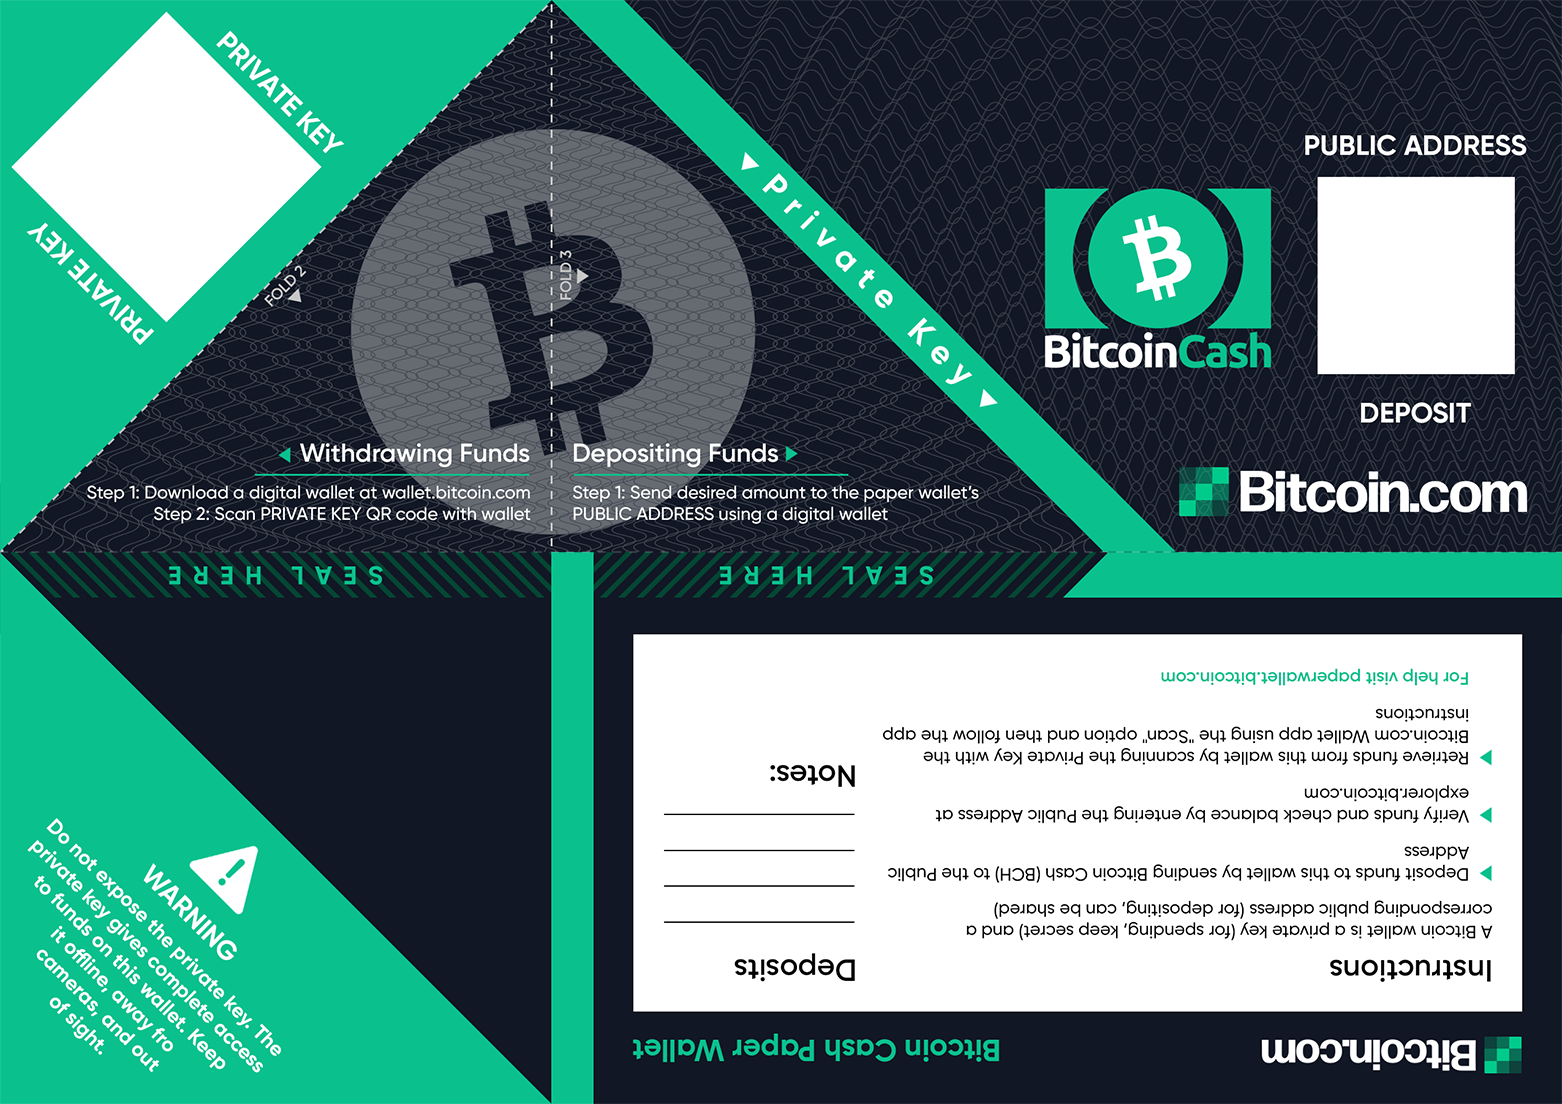 PRIVATE KEY
PRIVATE KEY
FOLD 2
FOLD 3
Private Key
PUBLIC ADDRESS
BitcoinCash
DEPOSIT
Bitcoin.com
Withdrawing Funds
Step 1: Download a digital wallet at wallet.bitcoin.com
Step 2: Scan PRIVATE KEY QR code with wallet
Depositing Funds
Step 1: Send desired amount to the paper wallet's
PUBLIC ADDRESS using a digital wallet
SEAL HERE
SEAL HERE
WARNING
Do not expose the private key. The
private key gives complete access
to funds on this wallet. Keep
it offline, away fro
cameras, and out
of sight.
Bitcoin.com
Bitcoin Cash Paper Wallet
Instructions
A Bitcoin wallet is a private key (for spending, keep secret) and a
corresponding public address (for depositing, can be shared)
Deposit funds to this wallet by sending Bitcoin Cash (BCH) to the Public
Address
Verify funds and check balance by entering the Public Address at
explorer.bitcoin.com
Retrieve funds from this wallet by scanning the Private Key with the
Bitcoin.com Wallet app using the "Scan" option and then follow the app
instructions
For help visit paperwallet.bitcoin.com
Deposits
Notes: